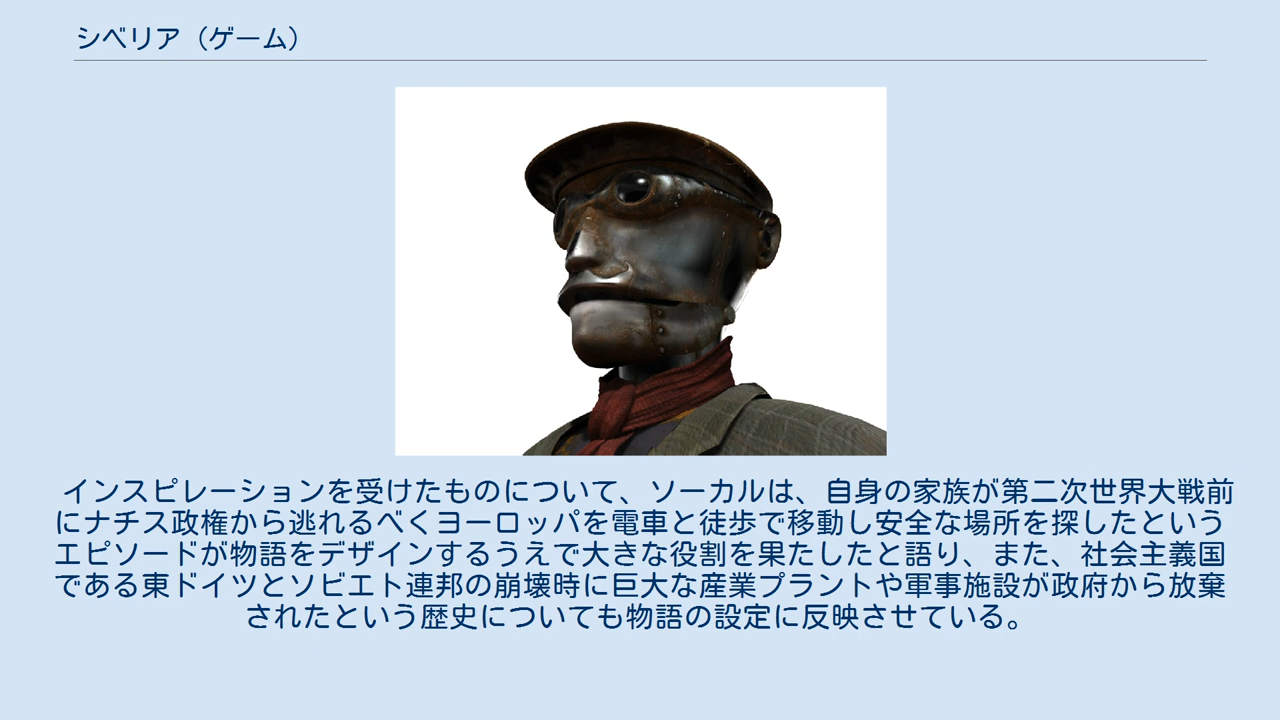 シベリア（ゲーム）
インスピレーションを受けたものについて、ソーカルは、自身の家族が第二次世界大戦前
にナチス政権から逃れるべくヨーロッパを電車と徒歩で移動し安全な場所を探したという
エピソードが物語をデザインするうえで大きな役割を果たしたと語り、また、社会主義国
である東ドイツとソビエト連邦の崩壊時に巨大な産業プラントや軍事施設が政府から放棄
されたという歴史についても物語の設定に反映させている。